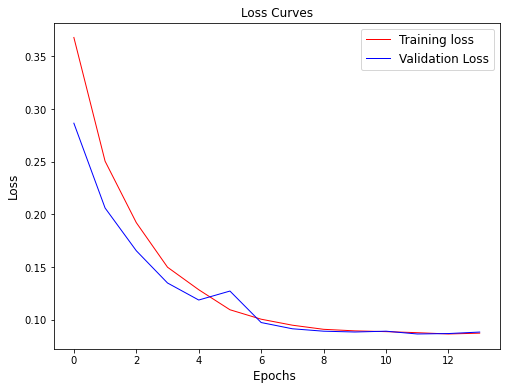 Loss Curves
Training loss
Validation Loss
Loss
0.35
0.30
0.25
0.20
0.15
0.10
0 2 4 6 8 10 12
Epochs